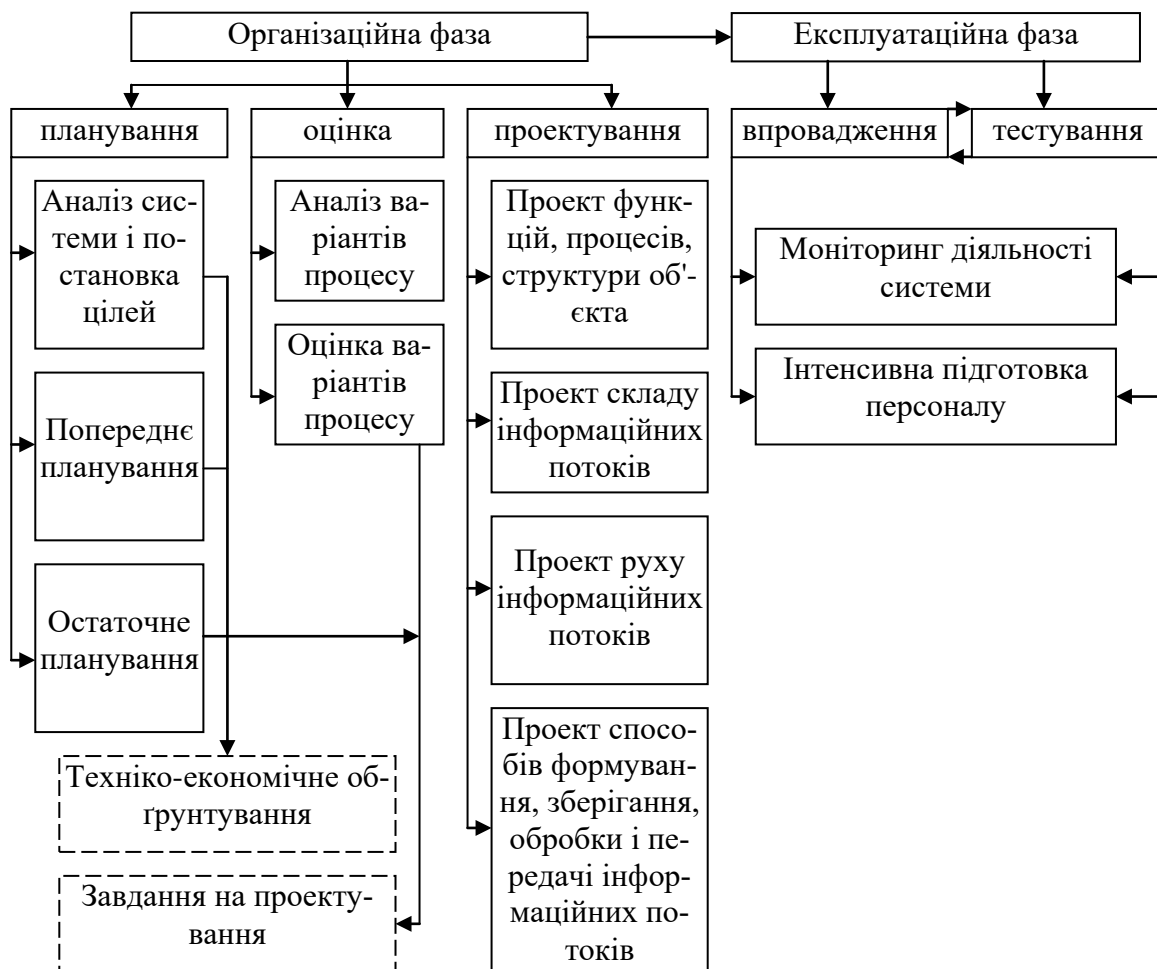 Організаційна фаза
Експлуатаційна фаза
планування
оцінка
проектування
впровадження
тестування
Аналіз сис-
теми і по-
становка
цілей
Попереднє
планування
Остаточне
планування
Техніко-економічне об-
ґрунтування
Завдання на проекту-
вання
Аналіз ва-
ріантів
процесу
Оцінка ва-
ріантів
процесу
Проект функ-
цій, процесів,
структури об'-
єкта
Проект складу
інформаційних
потоків
Проект руху
інформаційних
потоків
Проект спосо-
бів формуван-
ня, зберігання,
обробки і пе-
редачі інфор-
маційних по-
токів
Моніторинг діяльності
системи
Інтенсивна підготовка
персоналу